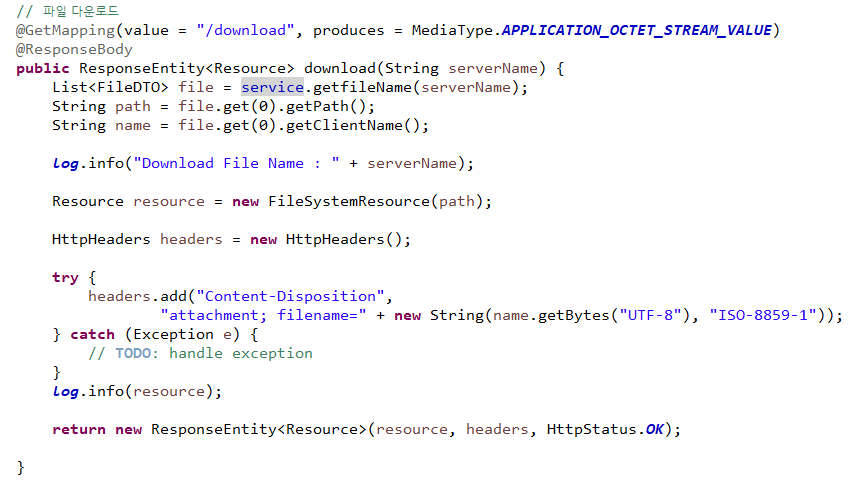 // 파일 다운로드
@GetMapping(value = "/download", produces = MediaType.APPLICATION_OCTET_STREAM_VALUE)
@ResponseBody
public ResponseEntity<Resource> download(String serverName) {
    List<FileDTO> file = service.getfileName(serverName);
    String path = file.get(0).getPath();
    String name = file.get(0).getClientName();

    log.info("Download File Name : " + serverName);

    Resource resource = new FileSystemResource(path);

    HttpHeaders headers = new HttpHeaders();

    try {
        headers.add("Content-Disposition",
                "attachment; filename=" + new String(name.getBytes("UTF-8"), "ISO-8859-1"));
    } catch (Exception e) {
        // TODO: handle exception
    }
    log.info(resource);

    return new ResponseEntity<Resource>(resource, headers, HttpStatus.OK);

}